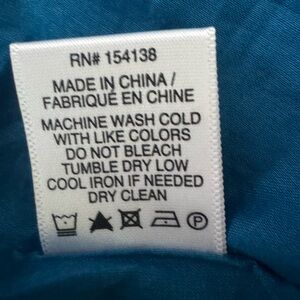 RN# 154138
MADE IN CHINA /
FABRIQUÉ EN CHINE
MACHINE WASH COLD
WITH LIKE COLORS
DO NOT BLEACH
TUMBLE DRY LOW
COOL IRON IF NEEDED
DRY CLEAN
P